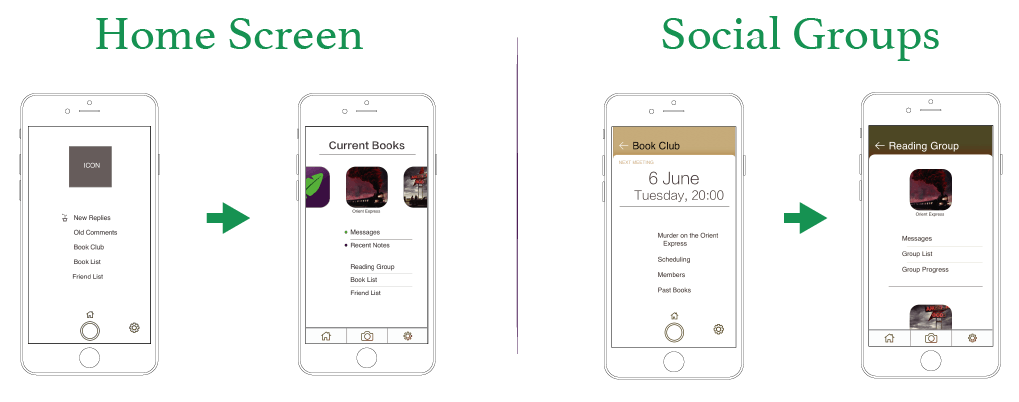 Home Screen
Social Groups
ICON
New Replies
Old Comments
Book Club
Book List
Friend List
Current Books
Orient Express
Messages
Recent Notes
Reading Group
Book List
Friend List
Book Club
NEXT MEETING
6 June
Tuesday, 20:00
Murder on the Orient
Express
Scheduling
Members
Past Books
Reading Group
Orient Express
Messages
Group List
Group Progress